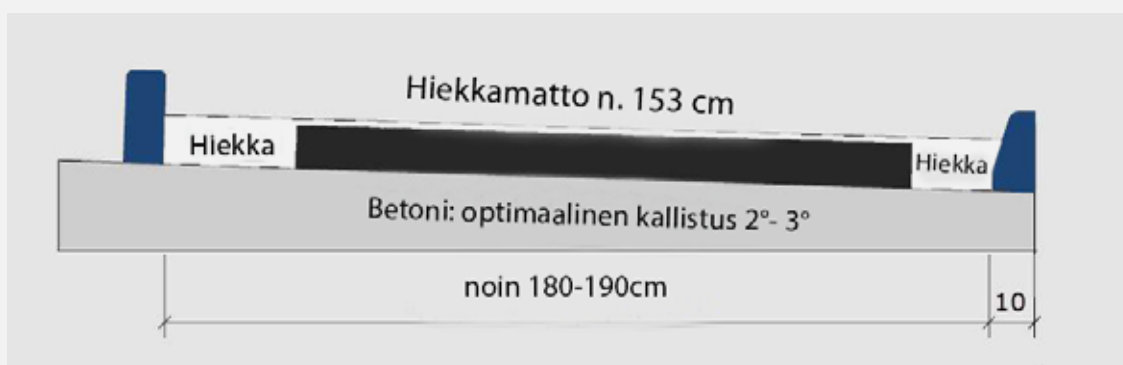 Hiekkamatto n. 153 cm
Hiekka
Hiekka
Betoni: optimaalinen kallistus 2°- 3°
noin 180-190cm
10